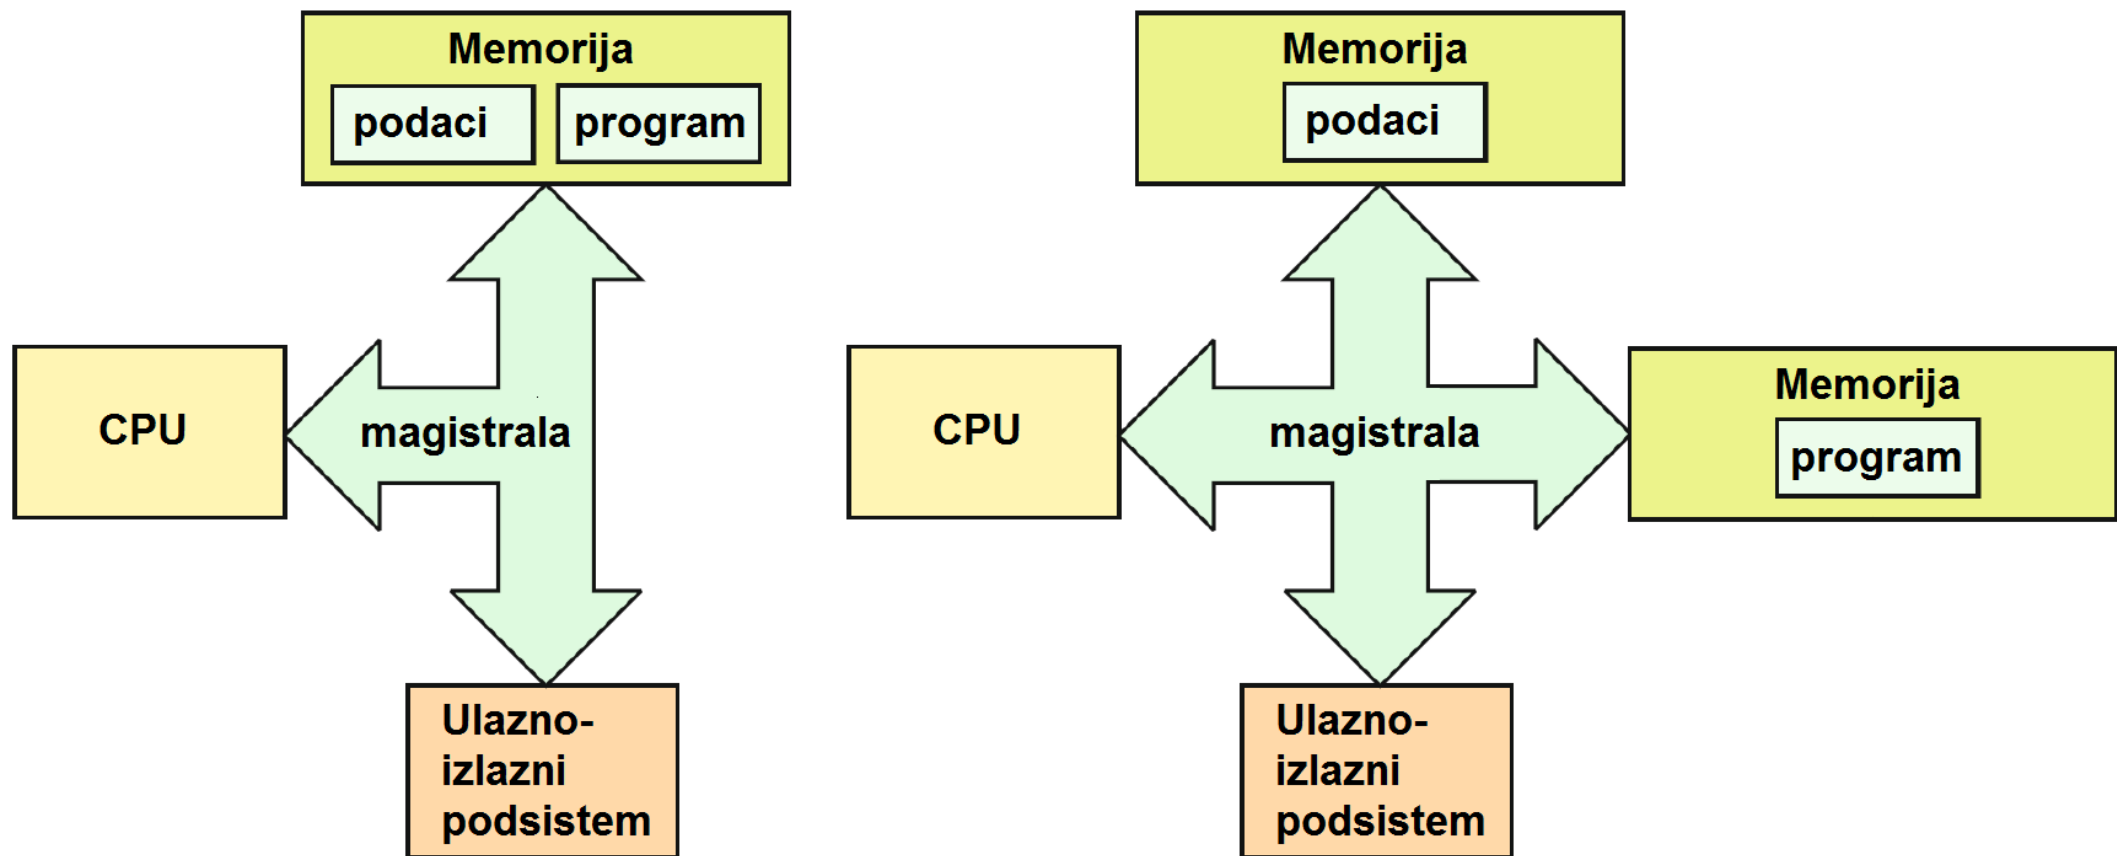 Memorija
podaci
program
CPU
magistrala
Ulazno-
izlazni
podsistem
Memorija
podaci
CPU
magistrala
Memorija
program
Ulazno-
izlazni
podsistem